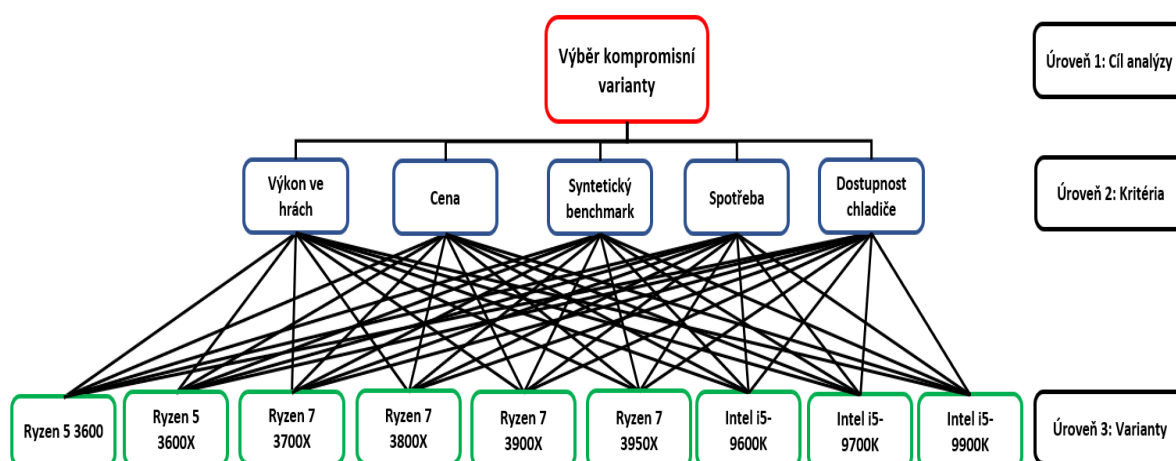 Výběr kompromisní
varianty
Úroveň 1: Cíl analýzy
Výkon ve
hrách
Cena
Syntetický
benchmark
Spotřeba
Dostupnost
chladiče
Úroveň 2: Kritéria
Ryzen 5 3600
Ryzen 5
3600X
Ryzen 7
3700X
Ryzen 7
3800X
Ryzen 7
3900X
Ryzen 7
3950X
Intel i5-
9600K
Intel i5-
9700K
Intel i5-
9900K
Úroveň 3: Varianty